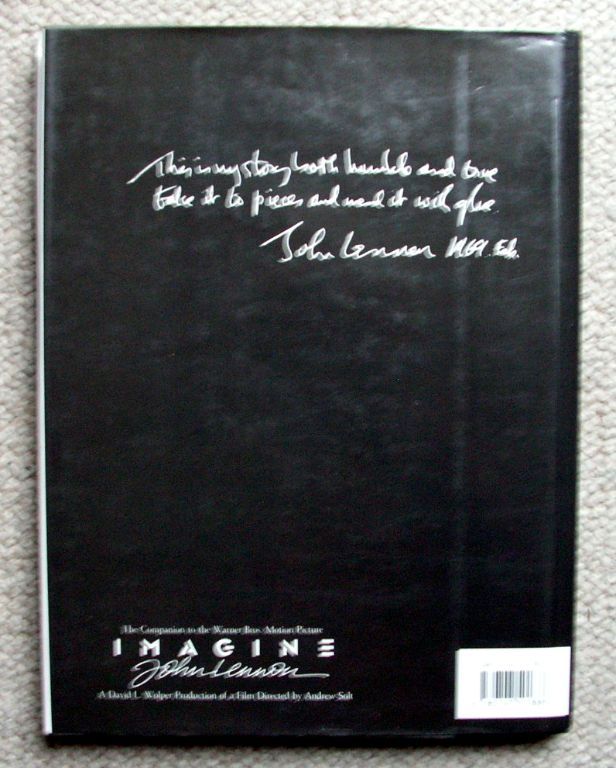 This is my story both humble and true
take it to pieces and mend it with glue
John Lennon 1969. Feb.
The Companion to the Warner Bros. Motion Picture
IMAGINE
John Lennon
A David L. Wolper Production of a Film Directed by Andrew Solt